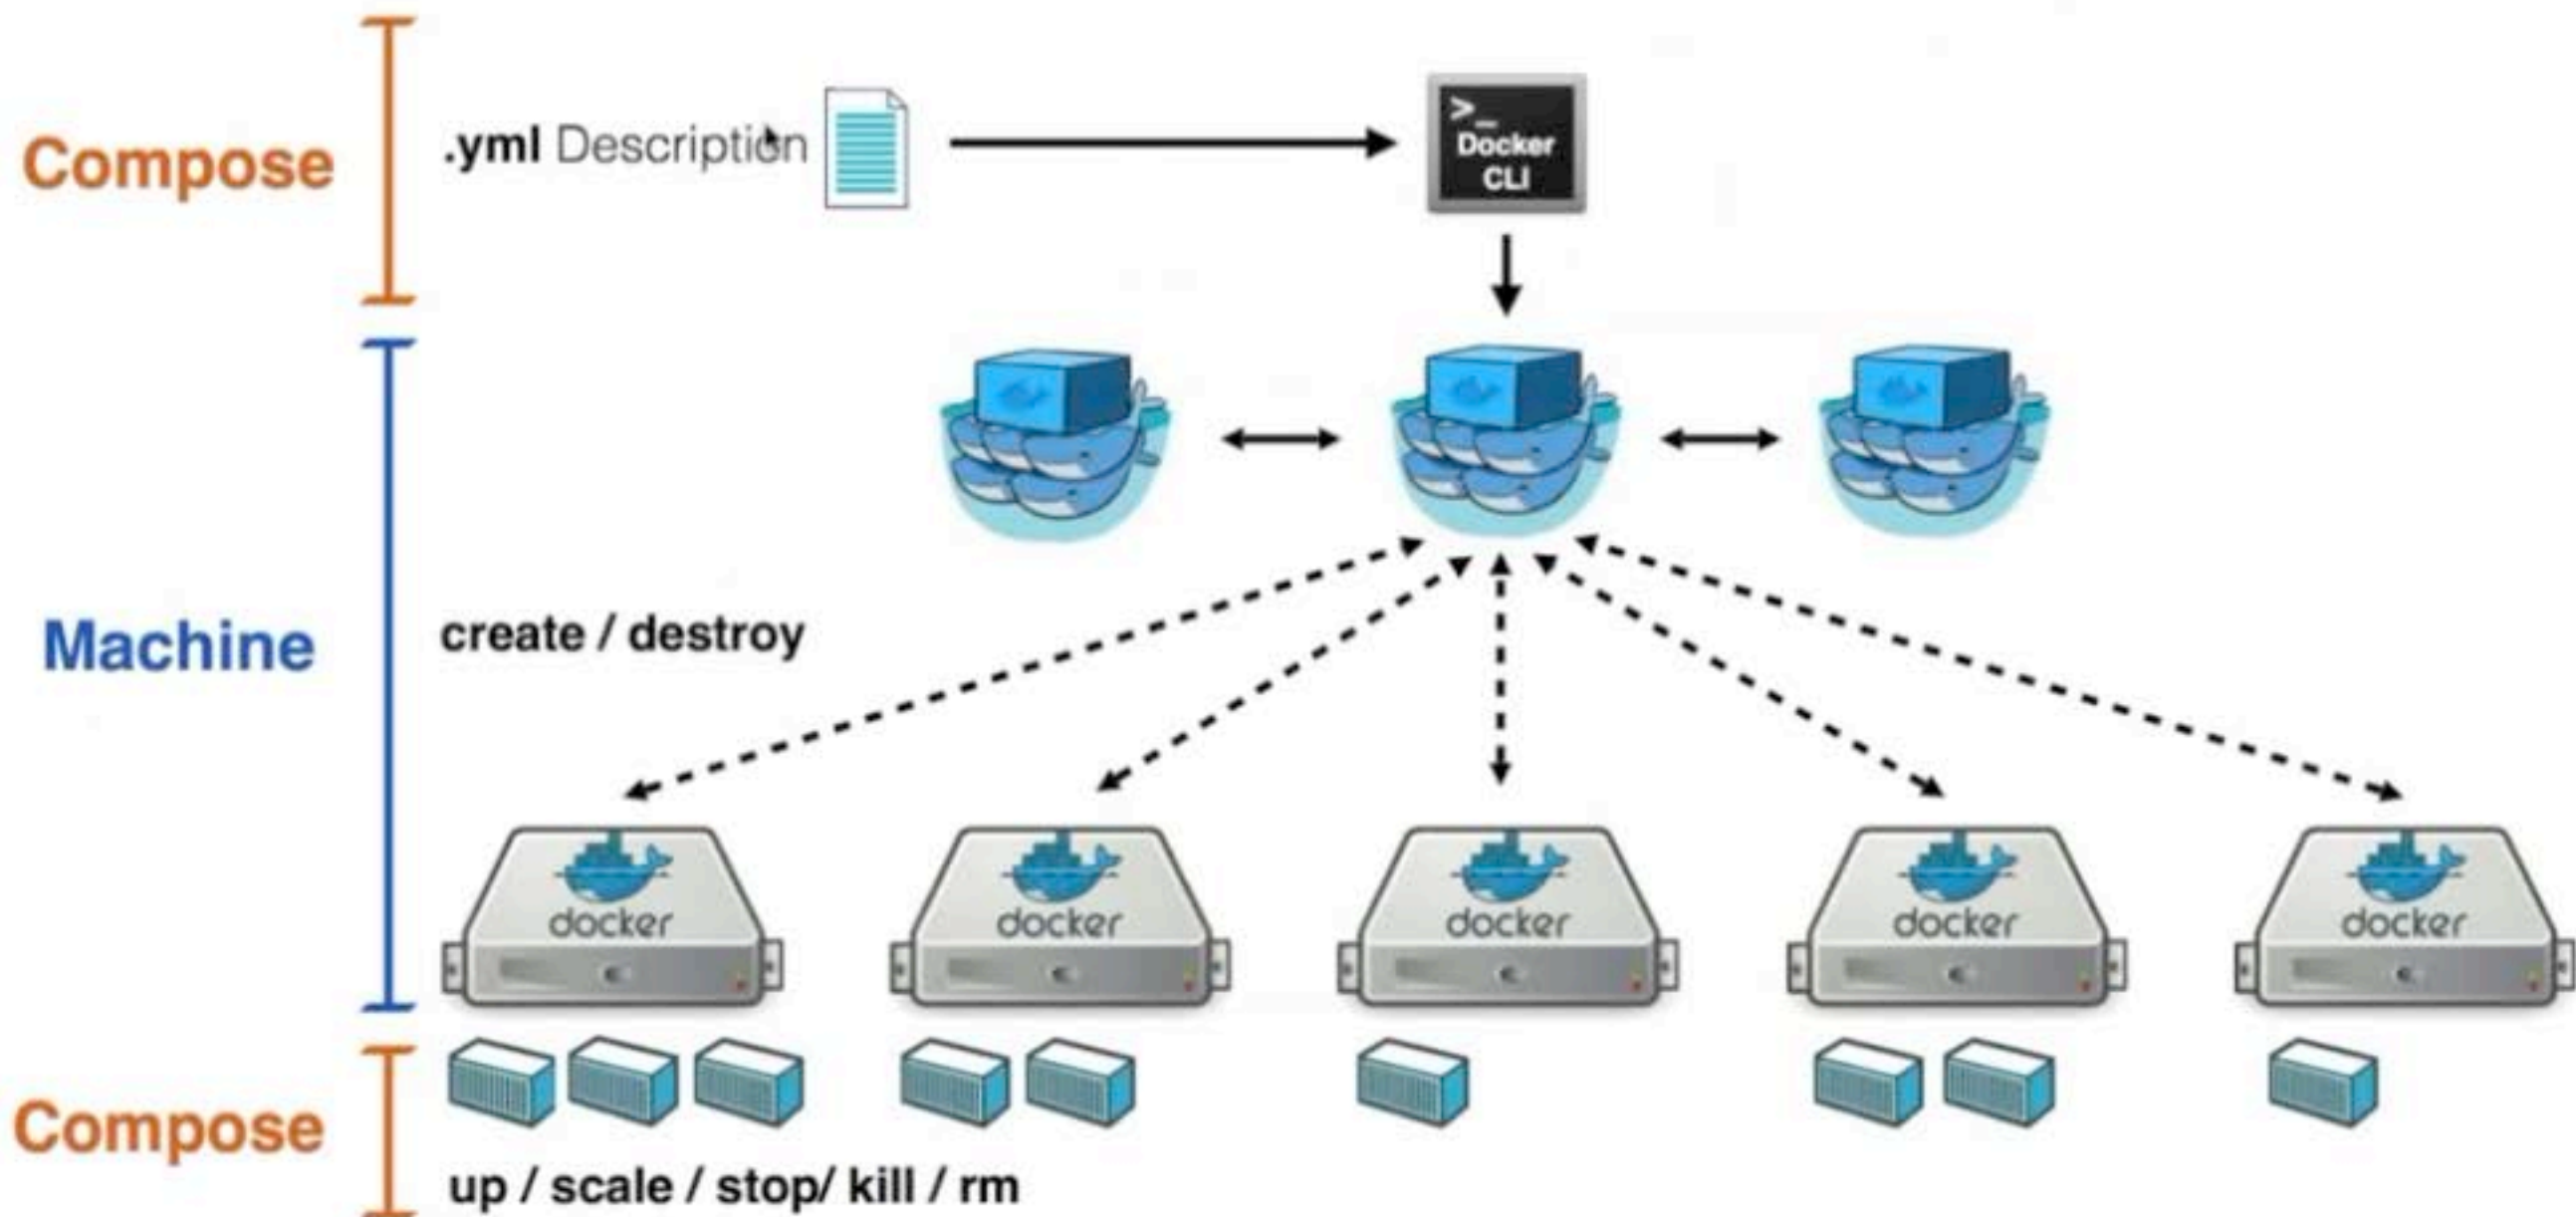 Compose
.yml Description
>_
Docker
CLI
Machine
create / destroy
docker
docker
docker
docker
docker
Compose
up / scale / stop/ kill / rm